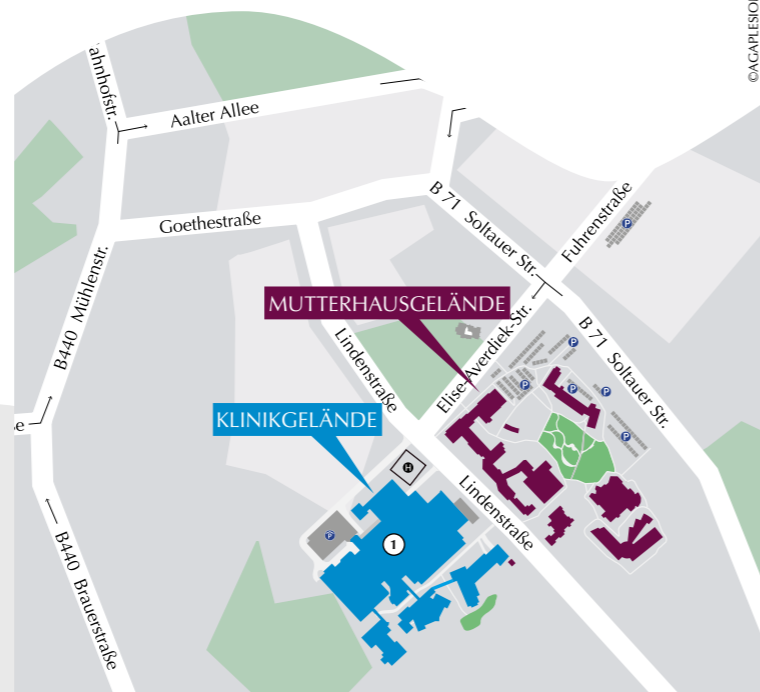 ©AGAPLESION
ahnhofstr.
Aalter Allee
Goethestraße
B 71 Soltauer Str.
Fuhrenstraße
P
B440 Mühlenstr.
MUTTERHAUSGELÄNDE
Elise-Averdiek-Str.
B 71 Soltauer Str.
P
P
P
P
P
Lindenstraße
KLINIKGELÄNDE
H
Lindenstraße
P
1
B440 Brauerstraße